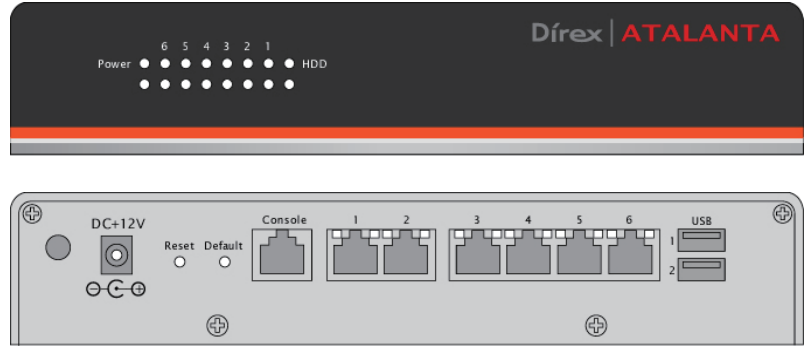 Dírex | ATALANTA
6 5 4 3 2 1
Power HDD
DC+12V
Reset Default
Console
1 2
3 4 5 6
USB
1
2